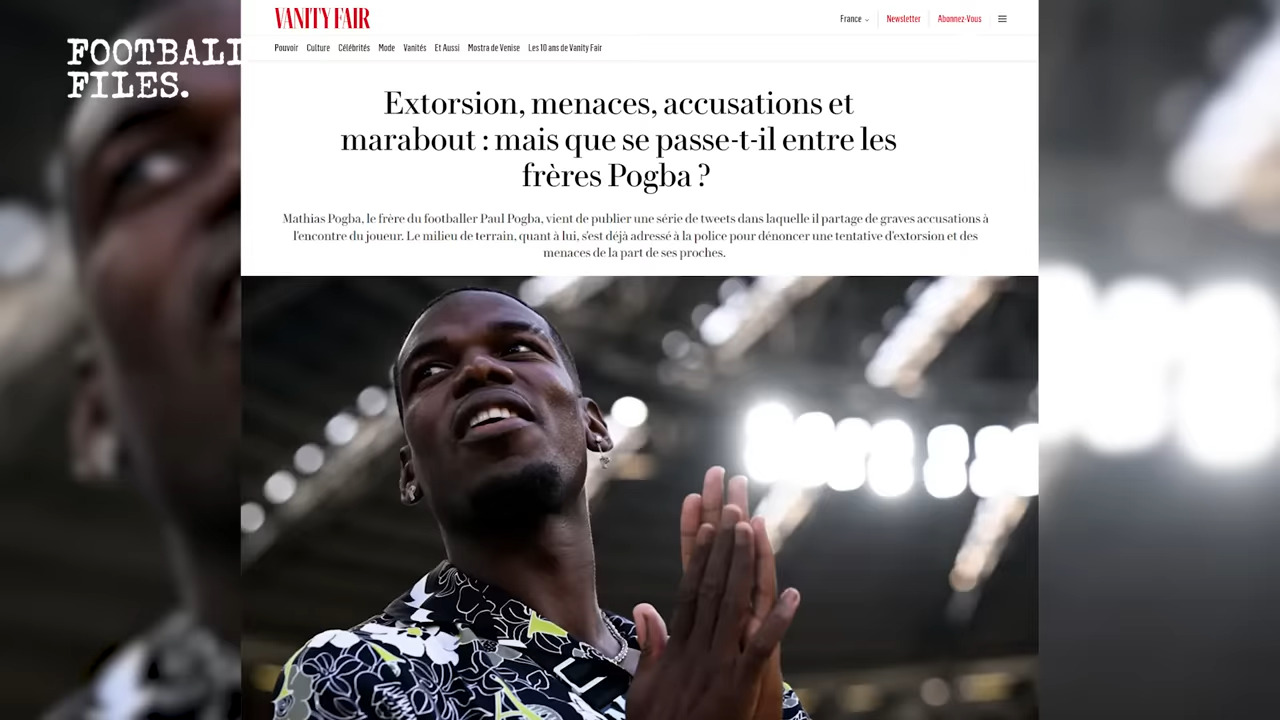 FOOTBALL
FILES.
VANITY FAIR
France
Newsletter
Abonnez-Vous
Pouvoir Culture Célébrités Mode Vanités Et Aussi Mostra de Venise Les 10 ans de Vanity Fair
Extorsion, menaces, accusations et
marabout : mais que se passe-t-il entre les
frères Pogba ?
Mathias Pogba, le frère du footballer Paul Pogba, vient de publier une série de tweets dans laquelle il partage de graves accusations à
l'encontre du joueur. Le milieu de terrain, quant à lui, s'est déjà adressé à la police pour dénoncer une tentative d'extorsion et des
menaces de la part de ses proches.